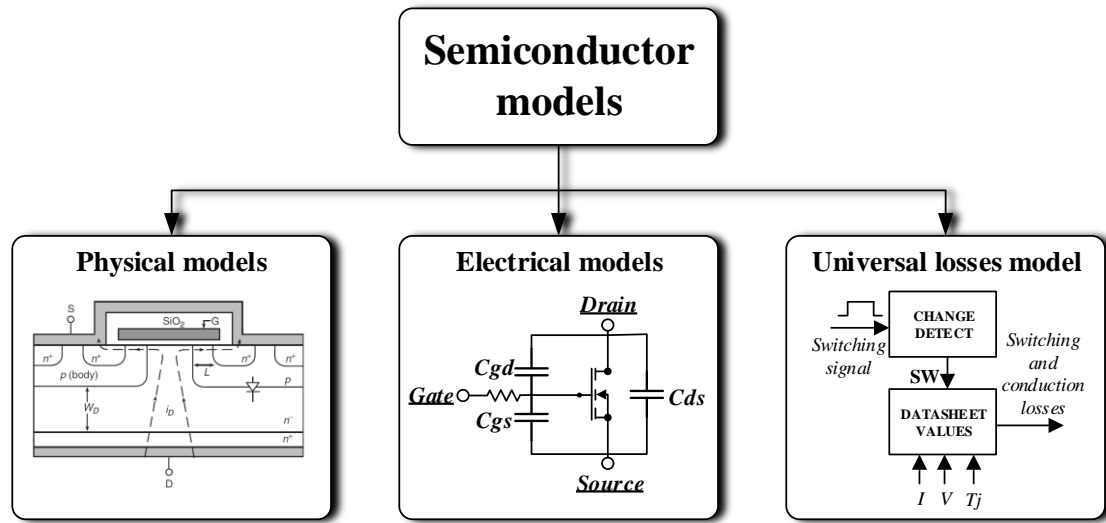 Semiconductor
models
Physical models
S
SiO2
G
n+
n+
n+
n+
p (body)
L
p
WD
iD
n−
n+
D
Electrical models
Drain
Cgd
Gate
Cds
Cgs
Source
Universal losses model
CHANGE
DETECT
Switching
signal
Switching
and
conduction
losses
SW
DATASHEET
VALUES
I V Tj